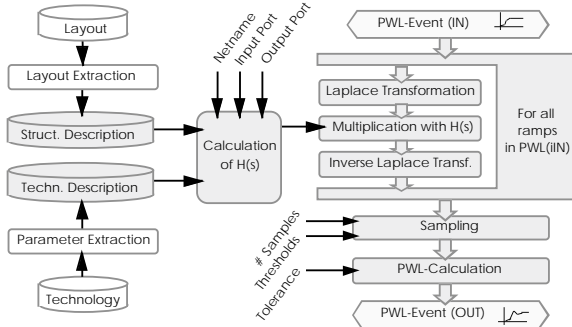 Layout
Layout Extraction
Struct. Description
Techn. Description
Parameter Extraction
Technology
Netname
Input Port
Output Port
Calculation
of H(s)
PWL-Event (IN)
Laplace Transformation
Multiplication with H(s)
Inverse Laplace Transf.
For all
ramps
in PWL(iIN)
# Samples
Thresholds
Tolerance
Sampling
PWL-Calculation
PWL-Event (OUT)